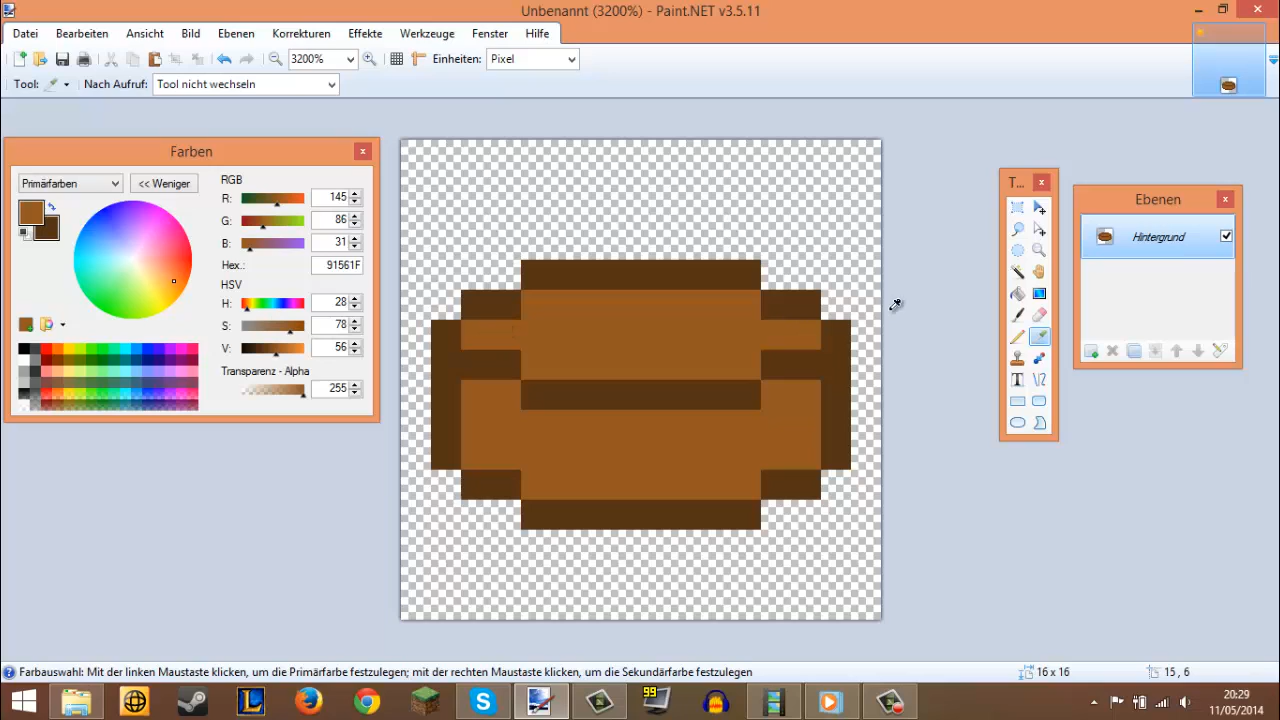 Unbenannt (3200%) - Paint.NET v3.5.11
Datei Bearbeiten Ansicht Bild Ebenen Korrekturen Effekte Werkzeuge Fenster Hilfe
3200% Einheiten: Pixel
Tool: Nach Aufruf: Tool nicht wechseln
Farben
Primärfarben << Weniger
RGB
R: 145
G: 86
B: 31
Hex.: 91561F
HSV
H: 28
S: 78
V: 56
Transparenz - Alpha
255
T...
Ebenen
Hintergrund
Farbauswahl: Mit der linken Maustaste klicken, um die Primärfarbe festzulegen; mit der rechten Maustaste klicken, um die Sekundärfarbe festzulegen
16 x 16
15, 6
99
20:29
11/05/2014